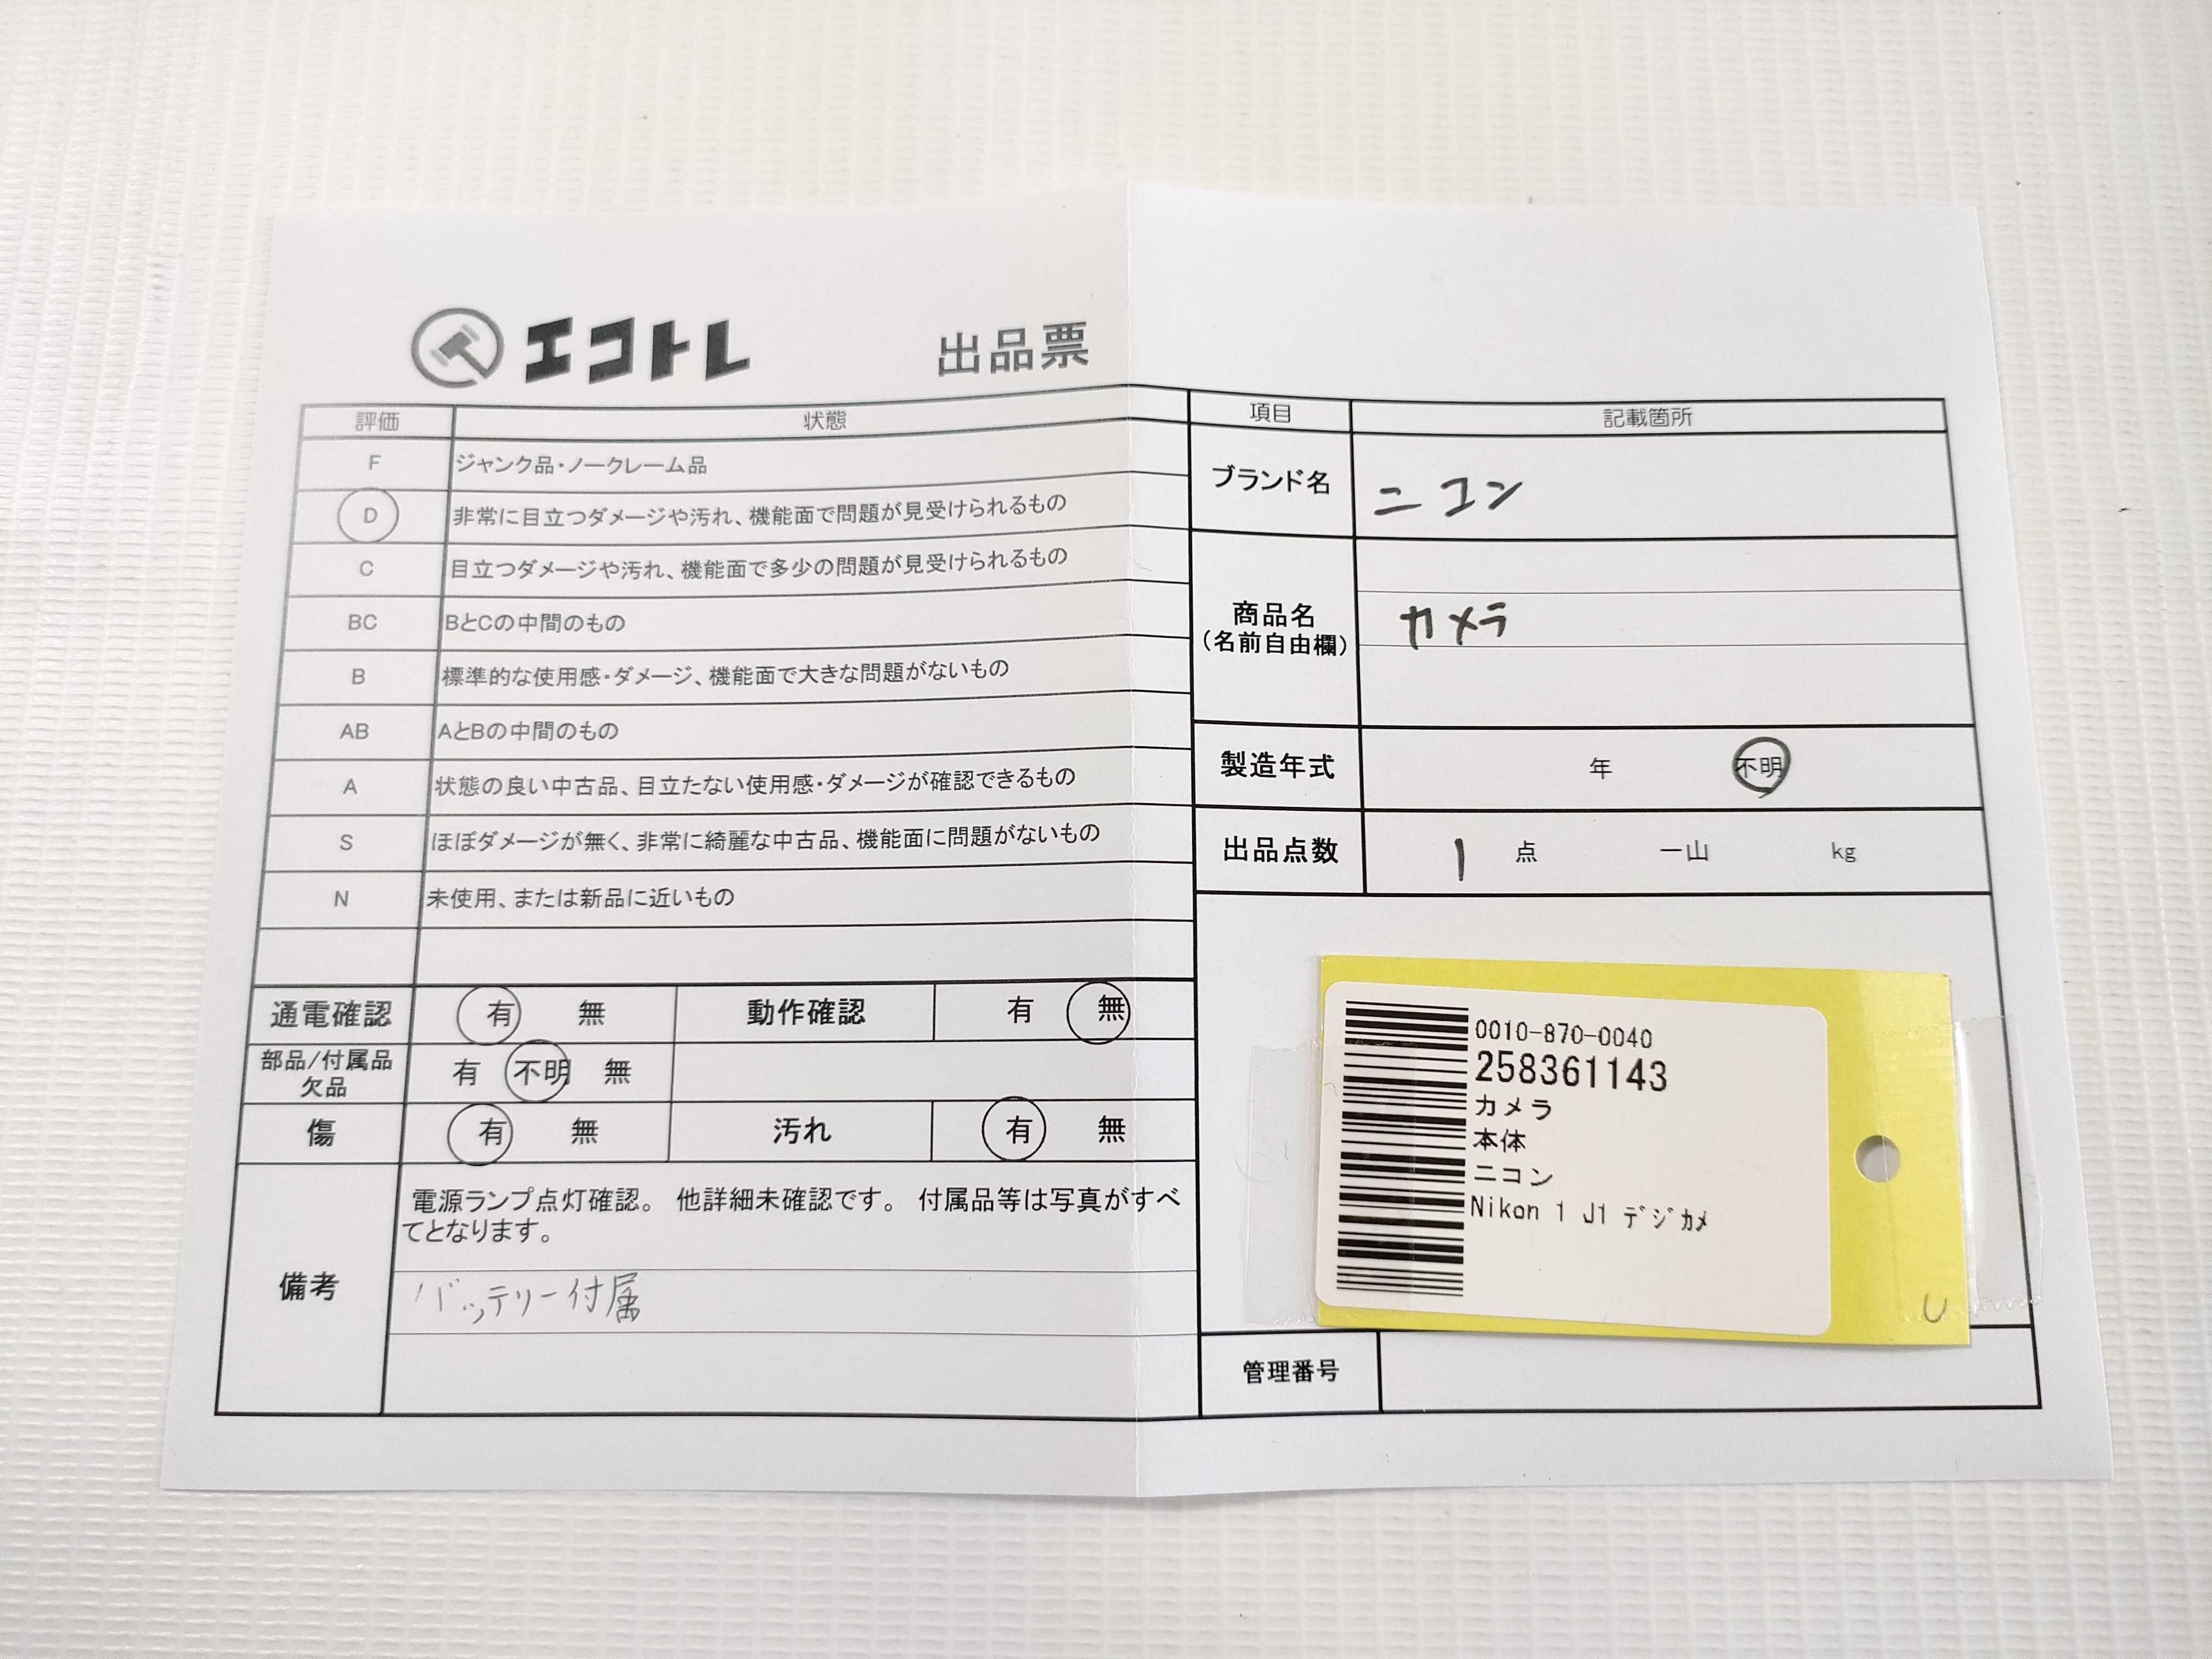 エコトレ 出品票
評価 状態
F ジャンク品・ノークレーム品
D 非常に目立つダメージや汚れ、機能面で問題が見受けられるもの
C 目立つダメージや汚れ、機能面で多少の問題が見受けられるもの
BC BとCの中間のもの
B 標準的な使用感・ダメージ、機能面で大きな問題がないもの
AB AとBの中間のもの
A 状態の良い中古品、目立たない使用感・ダメージが確認できるもの
S ほぼダメージが無く、非常に綺麗な中古品、機能面に問題がないもの
N 未使用、または新品に近いもの
通電確認 有 無 動作確認 有 無
部品/付属品
欠品 有 不明 無
傷 有 無 汚れ 有 無
備考
電源ランプ点灯確認。 他詳細未確認です。 付属品等は写真がすべ
てとなります。
バッテリー付属
項目 記載箇所
ブランド名 ニコン
商品名
(名前自由欄)
カメラ
製造年式 年 不明
出品点数 1 点 一山 kg
0010-870-0040
258361143
カメラ
本体
ニコン
Nikon 1 J1 デジカメ
U
管理番号